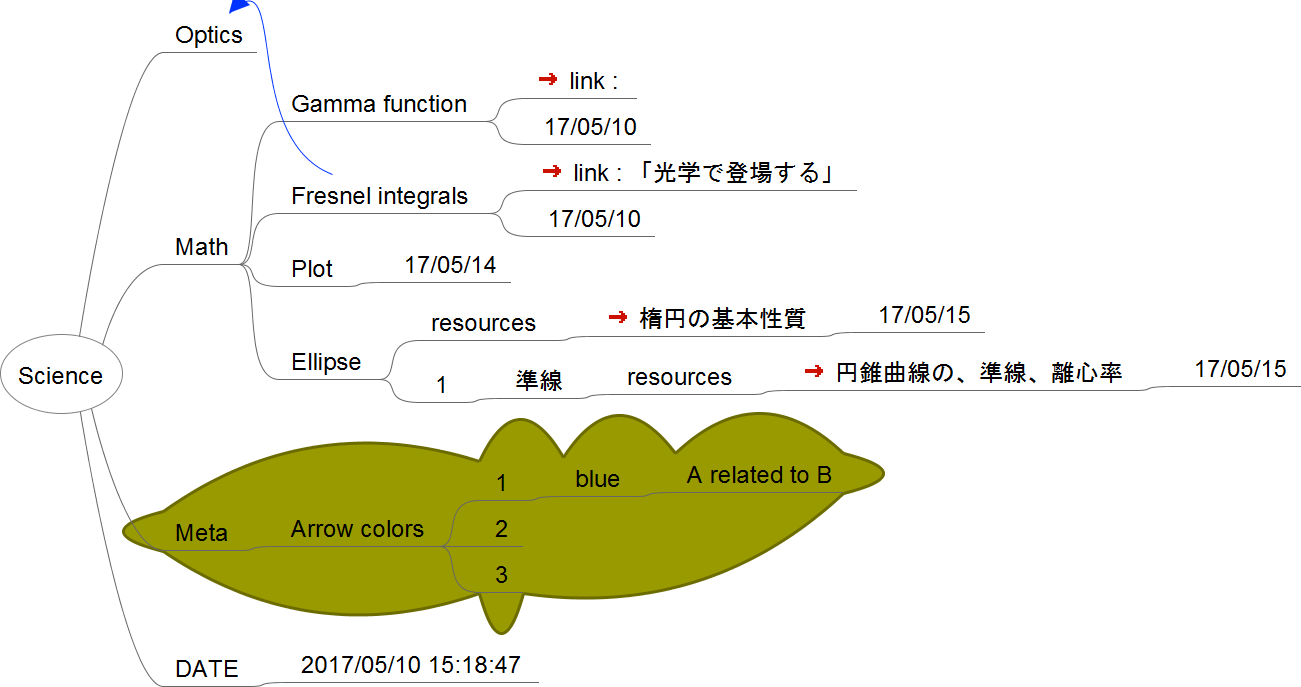 Optics
Gamma function
link :
17/05/10
Fresnel integrals
link : 「光学で登場する」
17/05/10
Math
Plot
17/05/14
Ellipse
resources
楕円の基本性質
17/05/15
1
準線
resources
円錐曲線の、準線、離心率
17/05/15
Science
Meta
Arrow colors
1
blue
A related to B
2
3
DATE
2017/05/10 15:18:47